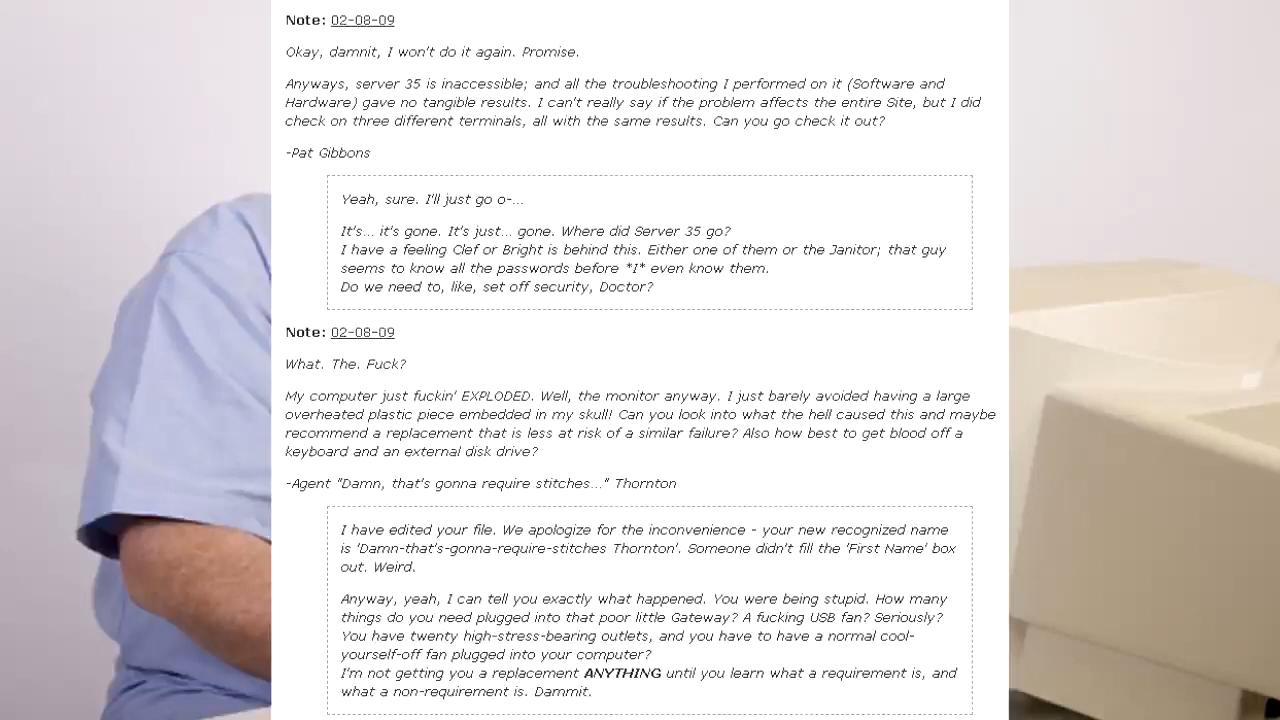 Note: 02-08-09
Okay, damnit, I won't do it again. Promise.
Anyways, server 35 is inaccessible; and all the troubleshooting I performed on it (Software and
Hardware) gave no tangible results. I can't really say if the problem affects the entire Site, but I did
check on three different terminals, all with the same results. Can you go check it out?
-Pat Gibbons
Yeah, sure. I'll just go o-...
It's... it's gone. It's just... gone. Where did Server 35 go?
I have a feeling Clef or Bright is behind this. Either one of them or the Janitor; that guy
seems to know all the passwords before *I* even know them.
Do we need to, like, set off security, Doctor?
Note: 02-08-09
What. The. Fuck?
My computer just fuckin' EXPLODED. Well, the monitor anyway. I just barely avoided having a large
overheated plastic piece embedded in my skull! Can you look into what the hell caused this and maybe
recommend a replacement that is less at risk of a similar failure? Also how best to get blood off a
keyboard and an external disk drive?
-Agent "Damn, that's gonna require stitches..." Thornton
I have edited your file. We apologize for the inconvenience - your new recognized name
is 'Damn-that's-gonna-require-stitches Thornton'. Someone didn't fill the 'First Name' box
out. Weird.
Anyway, yeah, I can tell you exactly what happened. You were being stupid. How many
things do you need plugged into that poor little Gateway? A fucking USB fan? Seriously?
You have twenty high-stress-bearing outlets, and you have to have a normal cool-
yourself-off fan plugged into your computer?
I'm not getting you a replacement ANYTHING until you learn what a requirement is, and
what a non-requirement is. Dammit.